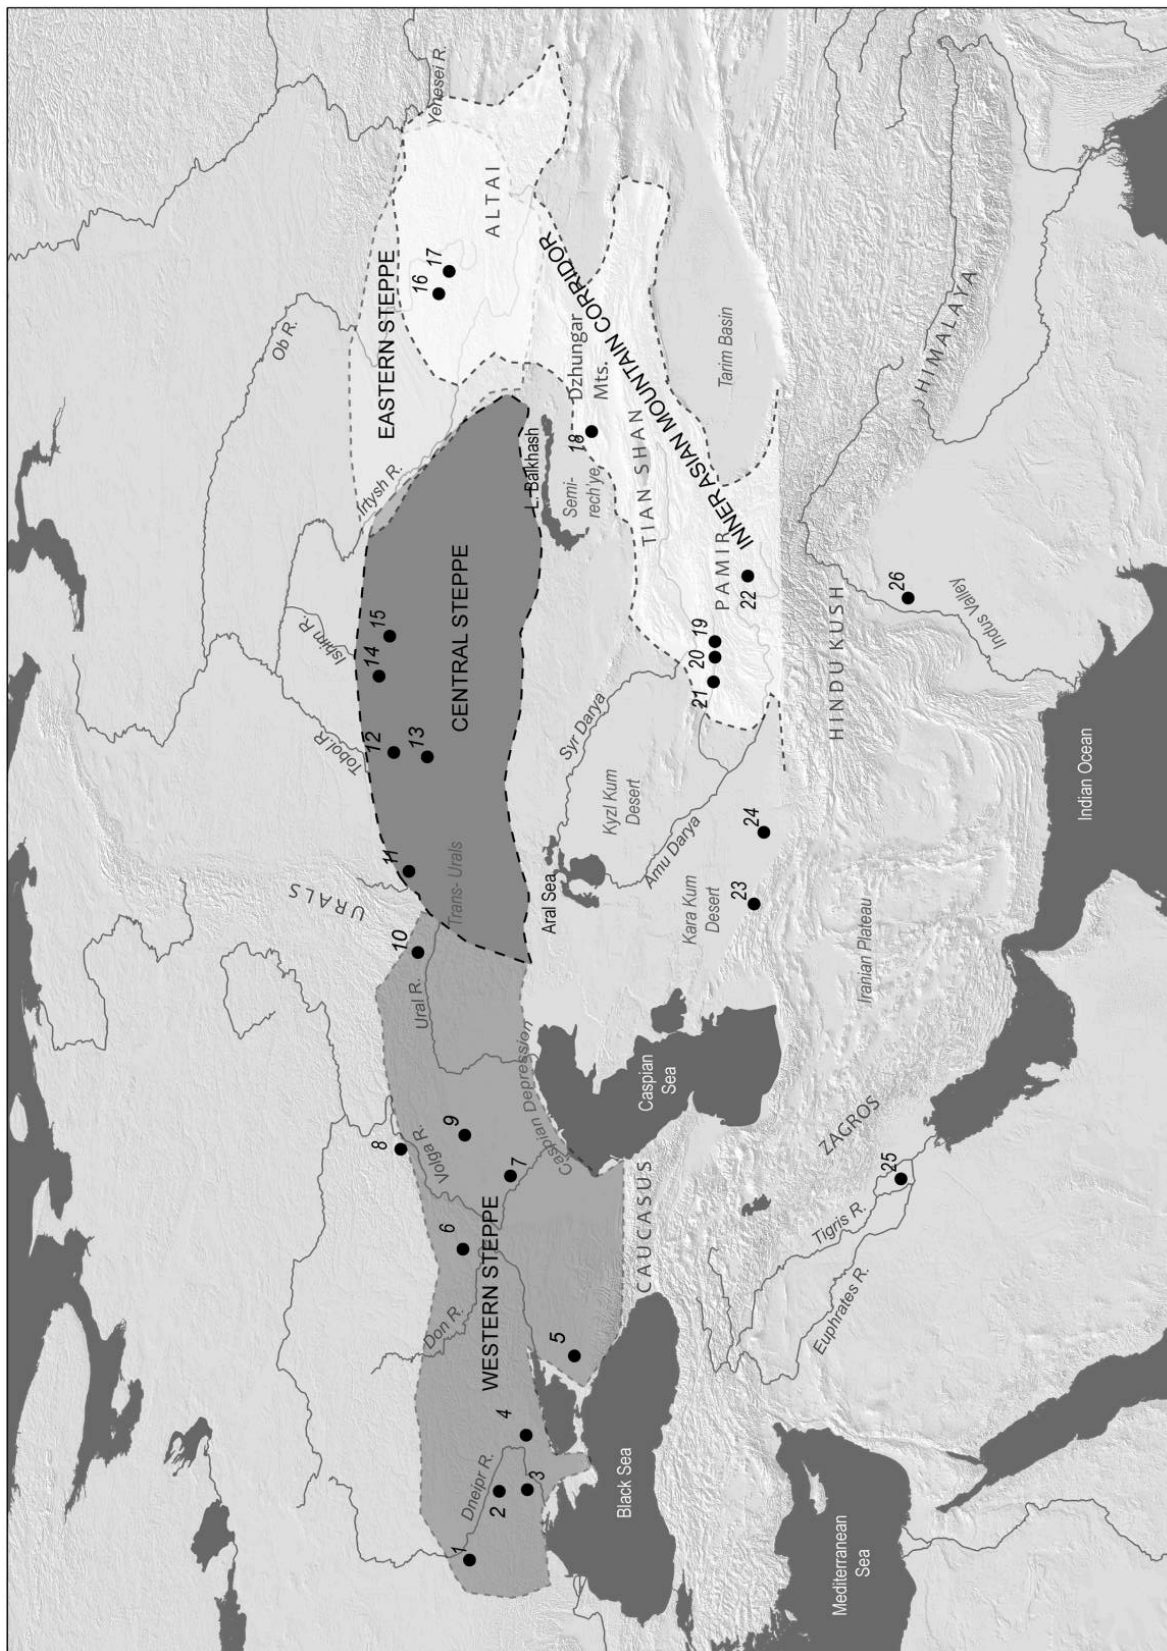 Yenesei R.
Ob R.
EASTERN STEPPE
ALTAI
16
17
Irtysh R.
Ishim R.
Tobol R.
14
15
12
13
CENTRAL STEPPE
L. Balkhash
Semi-
rech'ye
18
Dzhungar
Mts.
TIAN SHAN
INNER ASIAN MOUNTAIN CORRIDOR
Tarim Basin
PAMIR
22
19
20
21
Syr Darya
Kyzl Kum
Desert
Amu Darya
Aral Sea
Kara Kum
Desert
23
24
HINDU KUSH
HIMALAYA
26
Indus Valley
Indian Ocean
Iranian Plateau
URALS
11
Trans- Urals
10
Ural R.
Caspian Depression
Caspian
Sea
8
Volga R.
9
7
6
WESTERN STEPPE
Don R.
5
CAUCASUS
4
3
2
Dneipr R.
1
Black Sea
Mediterranean
Sea
Euphrates R.
Tigris R.
25
ZAGROS